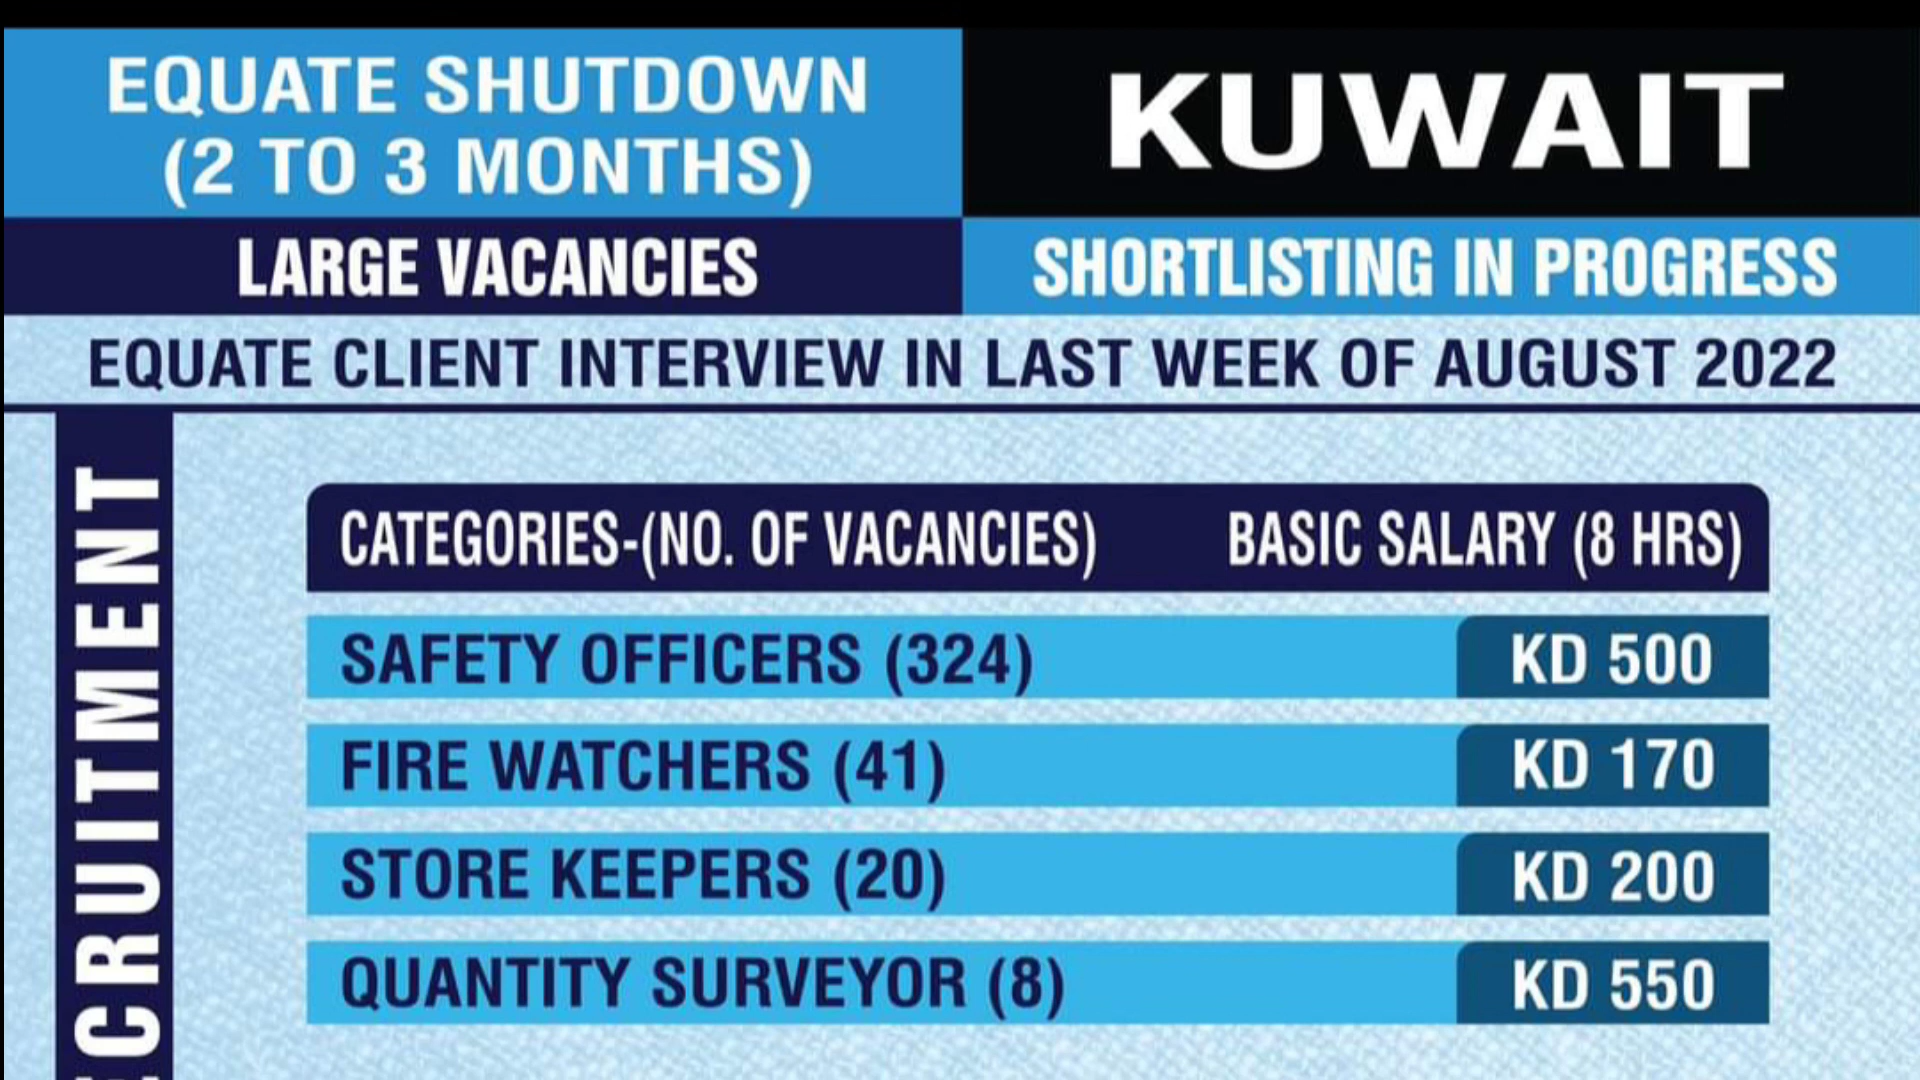 EQUATE SHUTDOWN
(2 TO 3 MONTHS)
KUWAIT
LARGE VACANCIES
SHORTLISTING IN PROGRESS
EQUATE CLIENT INTERVIEW IN LAST WEEK OF AUGUST 2022
CATEGORIES-(NO. OF VACANCIES) BASIC SALARY (8 HRS)
SAFETY OFFICERS (324) KD 500
FIRE WATCHERS (41) KD 170
STORE KEEPERS (20) KD 200
QUANTITY SURVEYOR (8) KD 550
ECRUITMENT